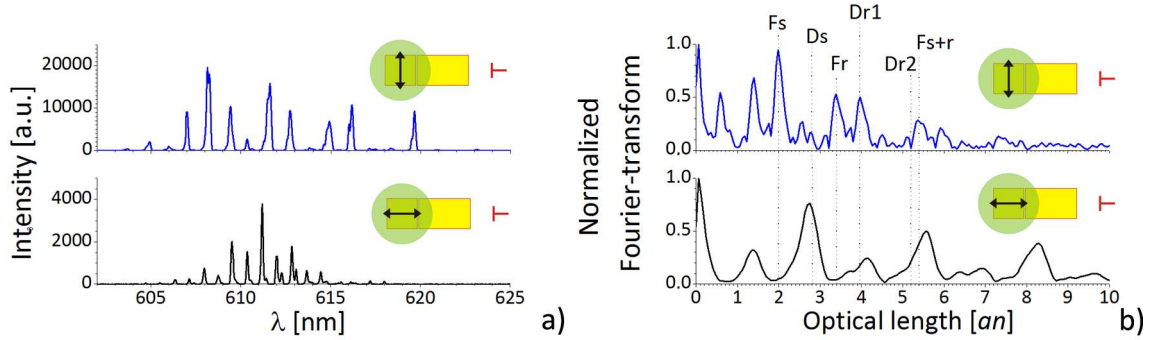 Intensity [a.u.]
20000
10000
0
4000
2000
0
605
610
615
620
625
λ [nm]
a)
Normalized
Fourier-transform
Fs
Ds
Fr
Dr1
Dr2
Fs+r
1.0
0.5
0.0
1.0
0.5
0.0
0 1 2 3 4 5 6 7 8 9 10
Optical length [an]
b)